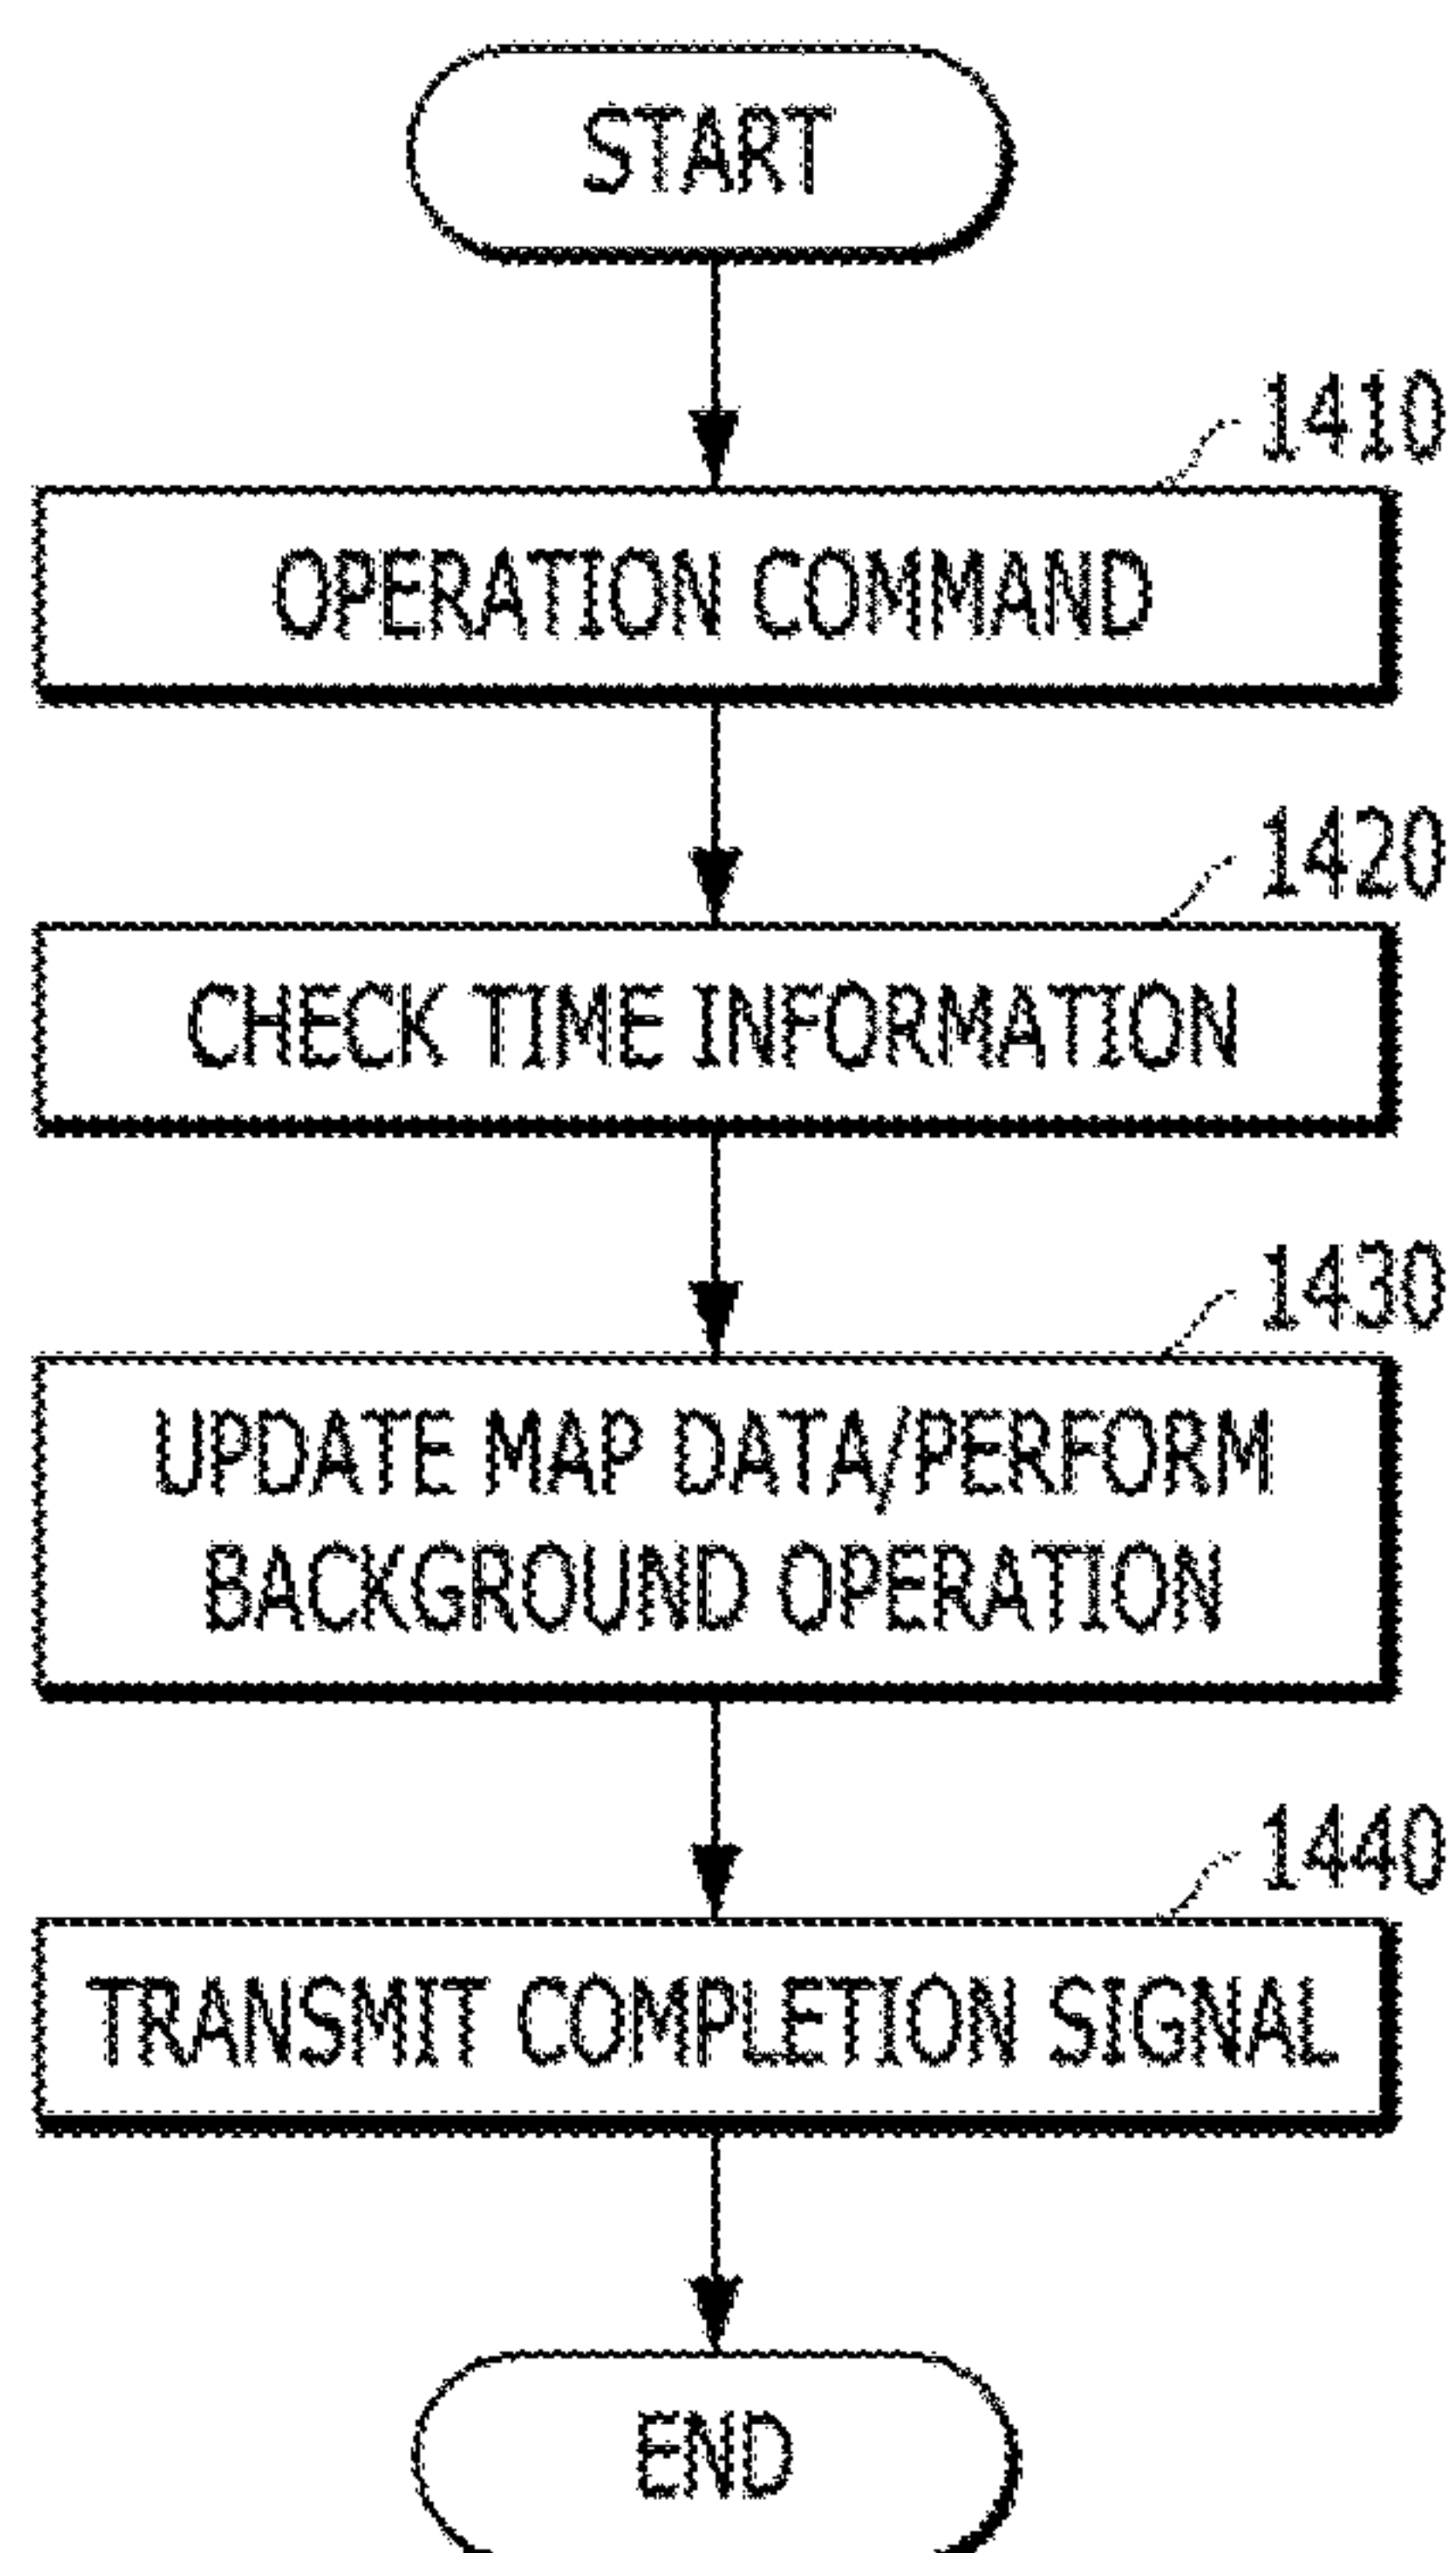 START
1410
OPERATION COMMAND
1420
CHECK TIME INFORMATION
1430
UPDATE MAP DATA/PERFORM
BACKGROUND OPERATION
1440
TRANSMIT COMPLETION SIGNAL
END